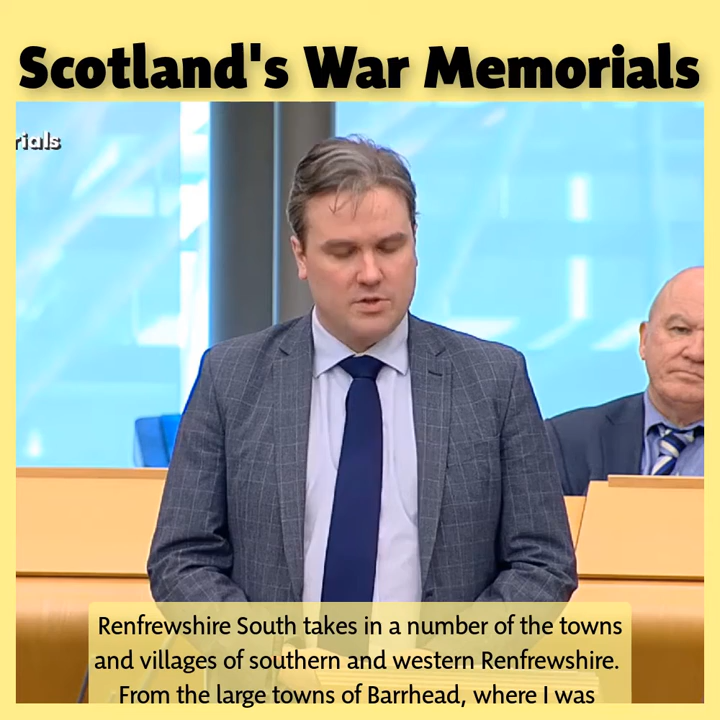 Scotland's War Memorials
rials
Renfrewshire South takes in a number of the towns
and villages of southern and western Renfrewshire.
From the large towns of Barrhead, where I was